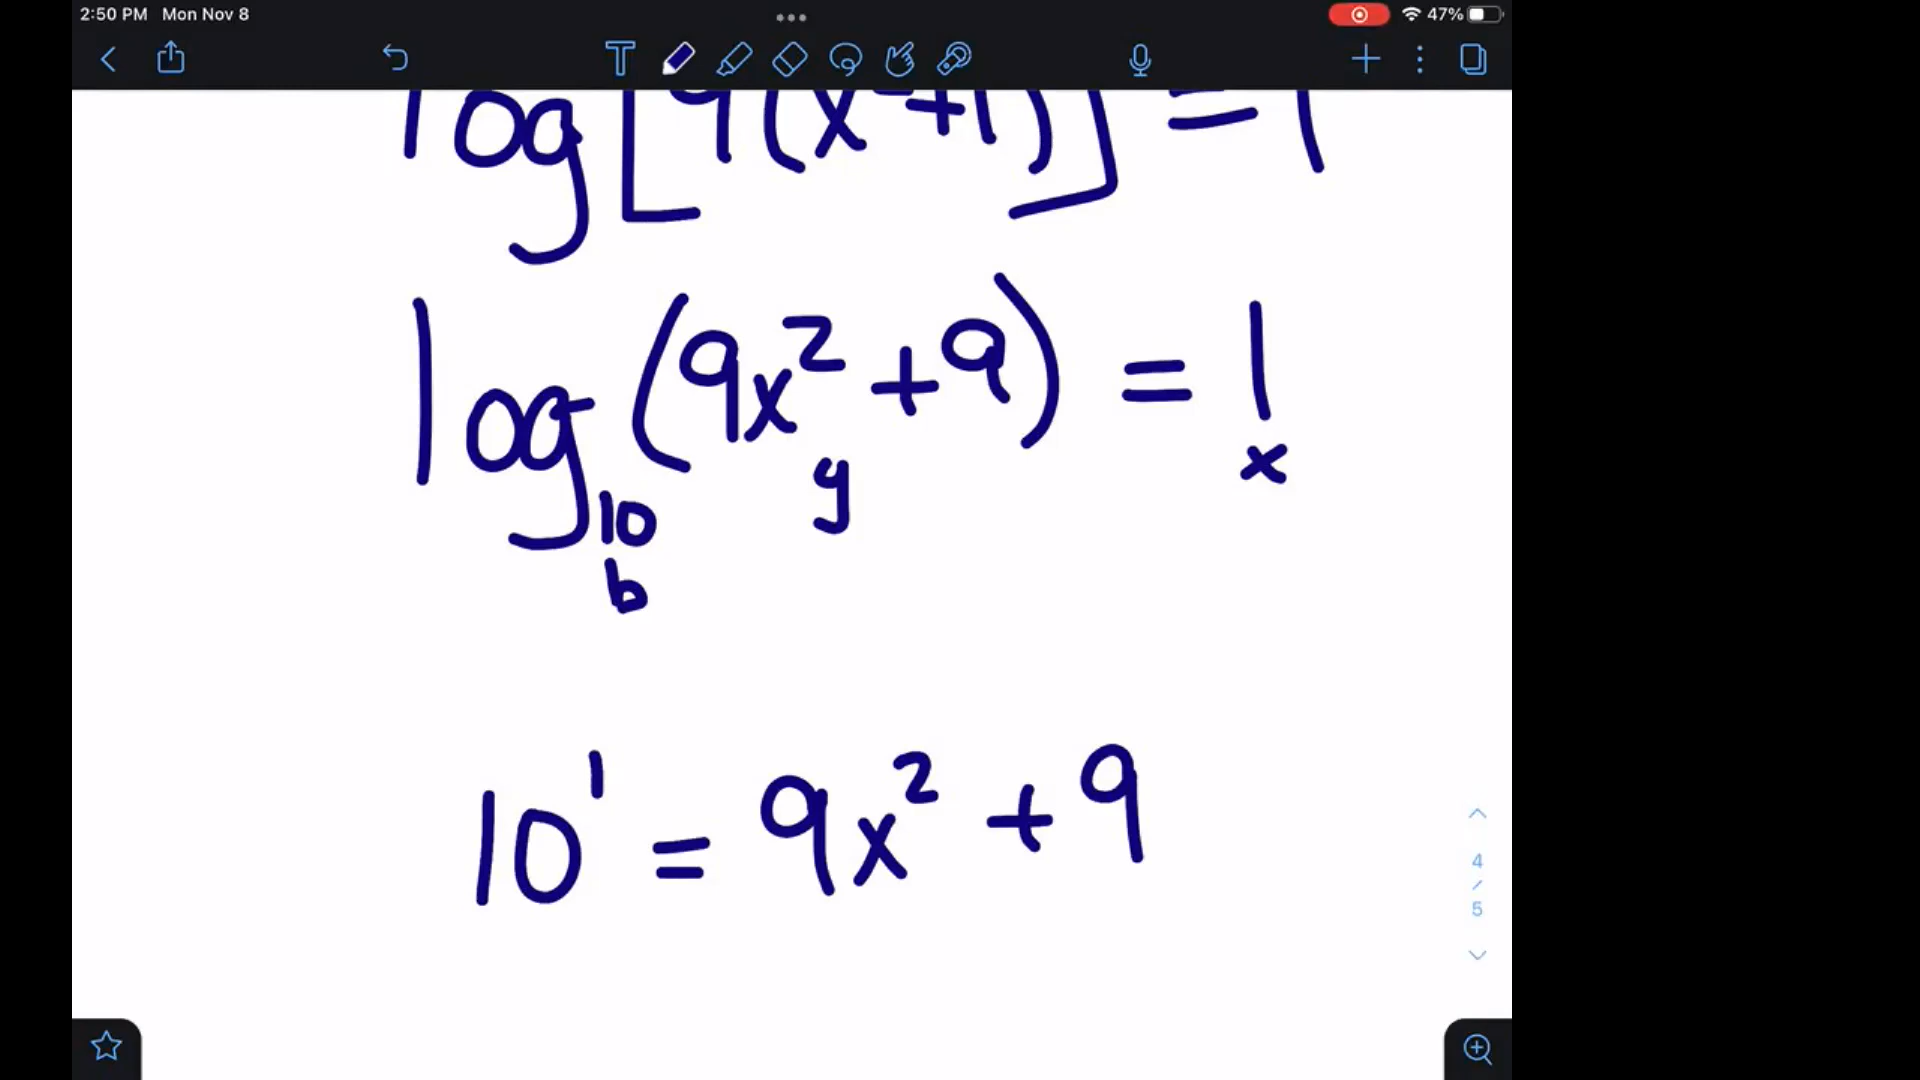 2:50 PM Mon Nov 8
47%
T
log[9(x²+1)] = 1
log₁₀(9x²+9) = 1
y
x
b
10¹ = 9x² + 9
4
/
5